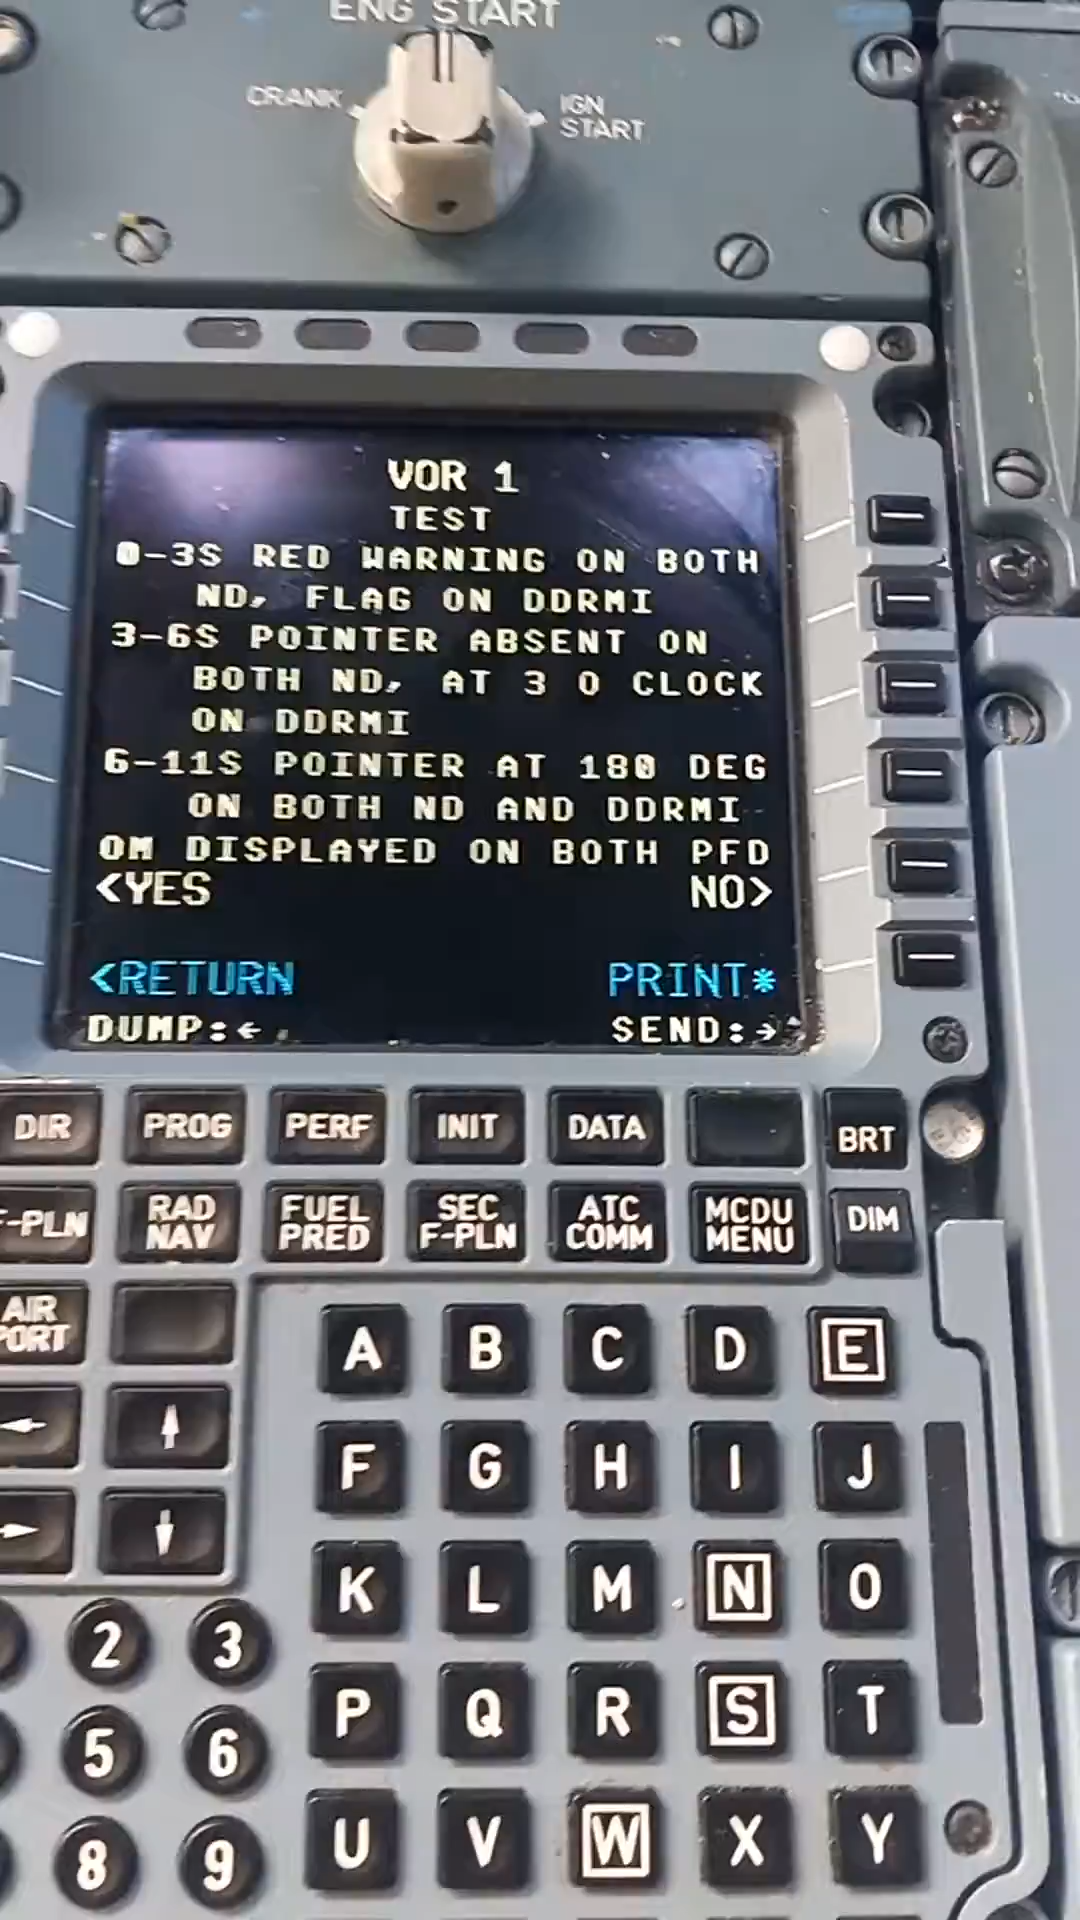 ENG START
CRANK
IGN
START
VOR 1
TEST
0-3S RED WARNING ON BOTH
ND, FLAG ON DDRMI
3-6S POINTER ABSENT ON
BOTH ND, AT 3 O CLOCK
ON DDRMI
6-11S POINTER AT 180 DEG
ON BOTH ND AND DDRMI
OM DISPLAYED ON BOTH PFD
<YES NO>
<RETURN PRINT*
DUMP:← SEND:→
DIR PROG PERF INIT DATA BRT
F-PLN RAD NAV FUEL PRED SEC F-PLN ATC COMM MCDU MENU DIM
AIR PORT
A B C D E
← ↑
F G H I J
→ ↓
K L M N O
2 3
P Q R S T
5 6
U V W X Y
8 9